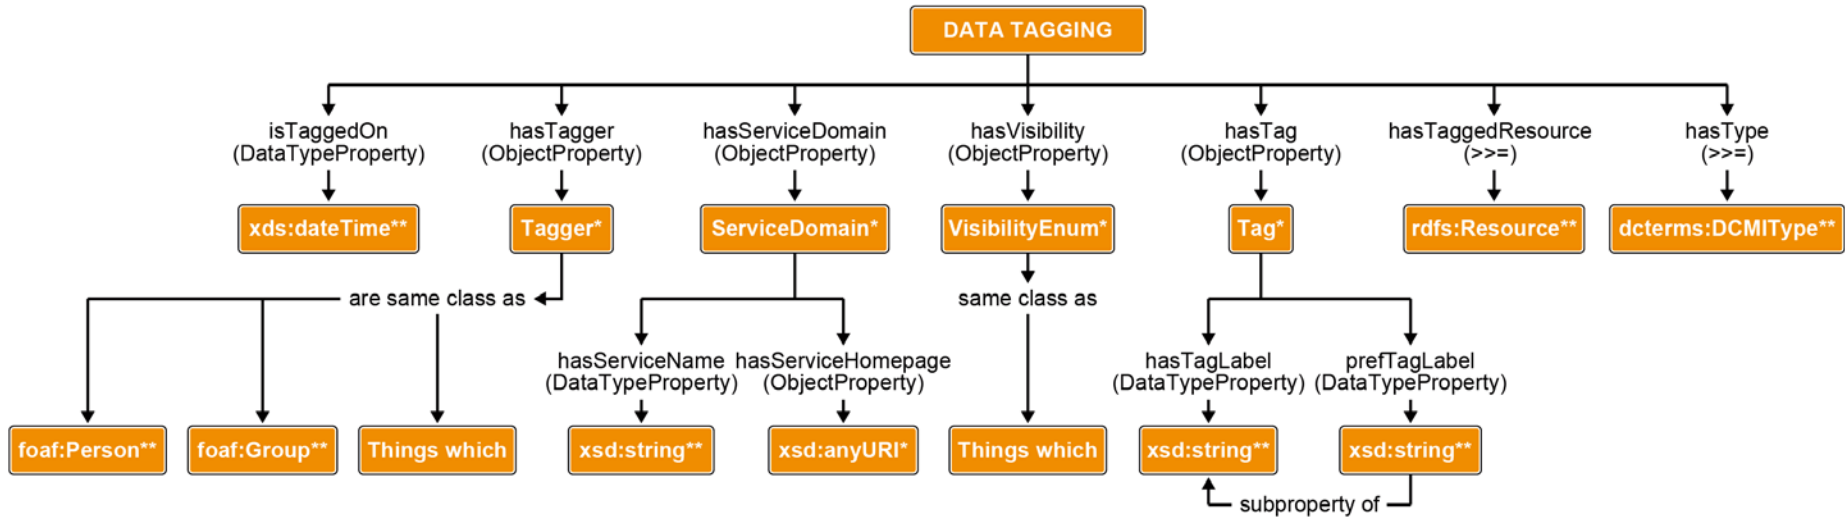 DATA TAGGING
isTaggedOn
(DataTypeProperty)
hasTagger
(ObjectProperty)
hasServiceDomain
(ObjectProperty)
hasVisibility
(ObjectProperty)
hasTag
(ObjectProperty)
hasTaggedResource
(>>=)
hasType
(>>=)
xds:dateTime**
Tagger*
ServiceDomain*
VisibilityEnum*
Tag*
rdfs:Resource**
dcterms:DCMIType**
are same class as
same class as
hasServiceName
(DataTypeProperty)
hasServiceHomepage
(ObjectProperty)
hasTagLabel
(DataTypeProperty)
prefTagLabel
(DataTypeProperty)
foaf:Person**
foaf:Group**
Things which
xsd:string**
xsd:anyURI*
Things which
xsd:string**
xsd:string**
subproperty of